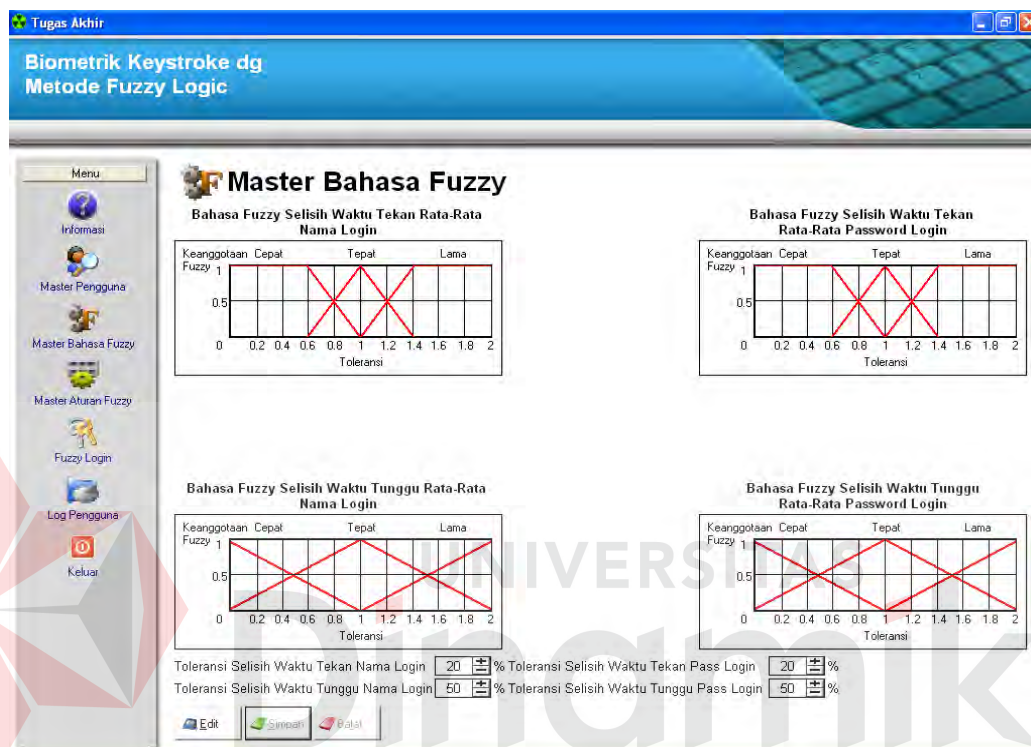 Tugas Akhir
Biometrik Keystroke dg
Metode Fuzzy Logic
Menu
Informasi
Master Pengguna
Master Bahasa Fuzzy
Master Aturan Fuzzy
Fuzzy Login
Log Pengguna
Keluar
Master Bahasa Fuzzy
Bahasa Fuzzy Selisih Waktu Tekan Rata-Rata
Nama Login
Keanggotaan Cepat Tepat Lama
Fuzzy 1
0.5
0 0.2 0.4 0.6 0.8 1 1.2 1.4 1.6 1.8 2
Toleransi
Bahasa Fuzzy Selisih Waktu Tekan
Rata-Rata Password Login
Keanggotaan Cepat Tepat Lama
Fuzzy 1
0.5
0 0.2 0.4 0.6 0.8 1 1.2 1.4 1.6 1.8 2
Toleransi
Bahasa Fuzzy Selisih Waktu Tunggu Rata-Rata
Nama Login
Keanggotaan Cepat Tepat Lama
Fuzzy 1
0.5
0 0.2 0.4 0.6 0.8 1 1.2 1.4 1.6 1.8 2
Toleransi
Bahasa Fuzzy Selisih Waktu Tunggu
Rata-Rata Password Login
Keanggotaan Cepat Tepat Lama
Fuzzy 1
0.5
0 0.2 0.4 0.6 0.8 1 1.2 1.4 1.6 1.8 2
Toleransi
Toleransi Selisih Waktu Tekan Nama Login 20 % Toleransi Selisih Waktu Tekan Pass Login 20 %
Toleransi Selisih Waktu Tunggu Nama Login 50 % Toleransi Selisih Waktu Tunggu Pass Login 50 %
Edit Simpan Batal
UNIVERSITAS
Dinamik